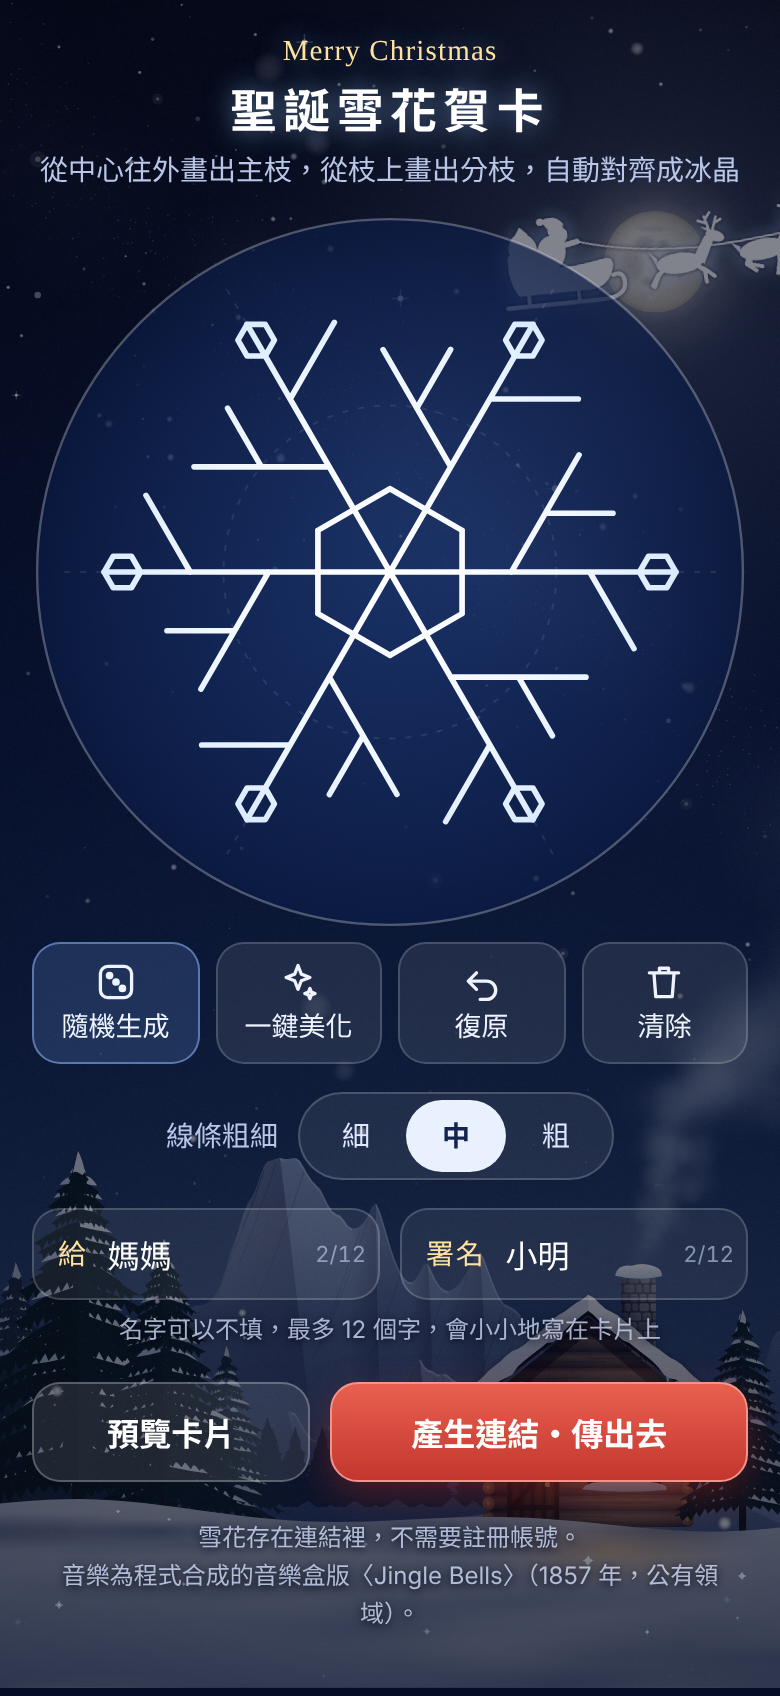 Merry Christmas
聖誕雪花賀卡
從中心往外畫出主枝，從枝上畫出分枝，自動對齊成冰晶
隨機生成
一鍵美化
復原
清除
線條粗細
細
中
粗
給 媽媽 2/12
署名 小明 2/12
名字可以不填，最多 12 個字，會小小地寫在卡片上
預覽卡片
產生連結・傳出去
雪花存在連結裡，不需要註冊帳號。
音樂為程式合成的音樂盒版〈Jingle Bells〉（1857 年，公有領
域）。